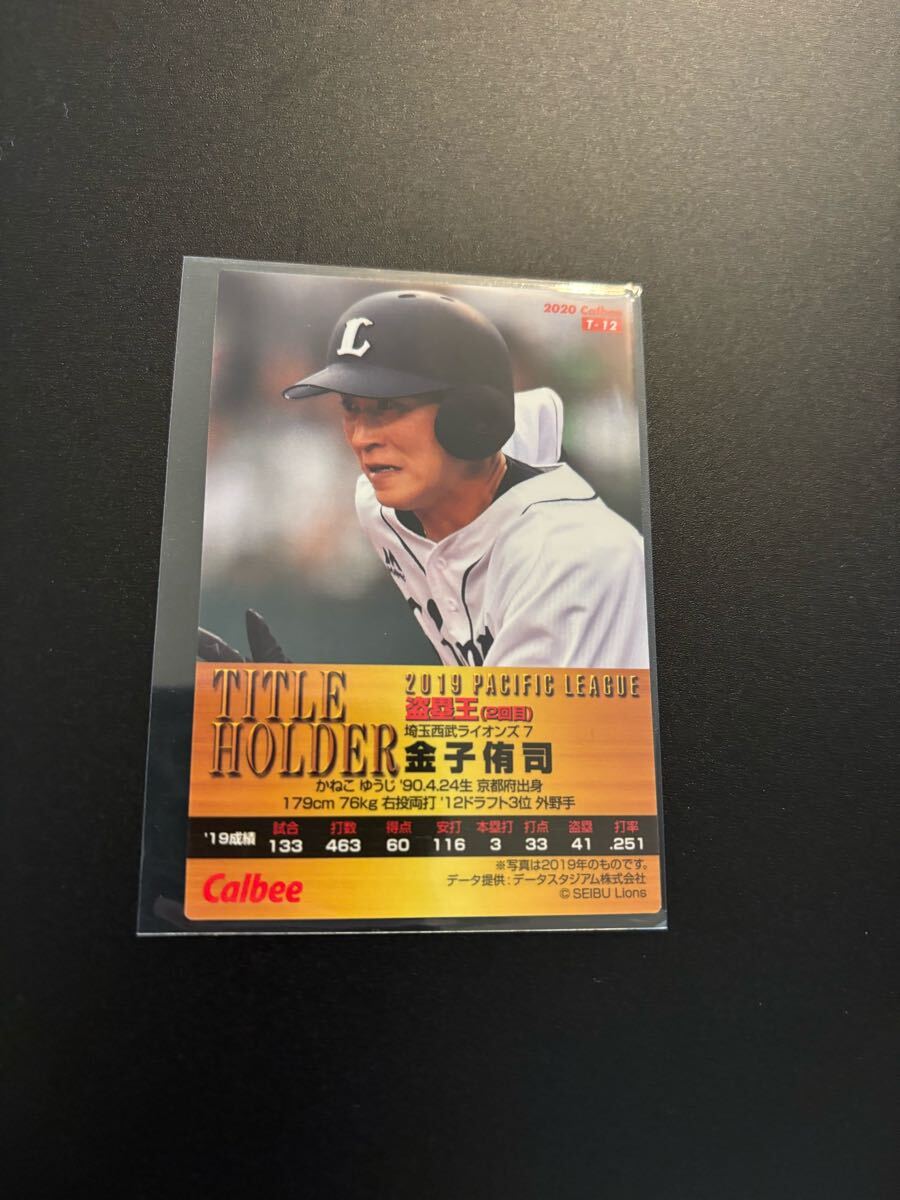 2020 Calbee
T-12
L
TITLE HOLDER
2019 PACIFIC LEAGUE
盗塁王(2回目)
埼玉西武ライオンズ 7
金子侑司
かねこ ゆうじ '90.4.24生 京都府出身
179cm 76kg 右投両打 '12ドラフト3位 外野手
'19成績 試合 打数 得点 安打 本塁打 打点 盗塁 打率
133 463 60 116 3 33 41 .251
※写真は2019年のものです。
データ提供：データスタジアム株式会社
© SEIBU Lions
Calbee